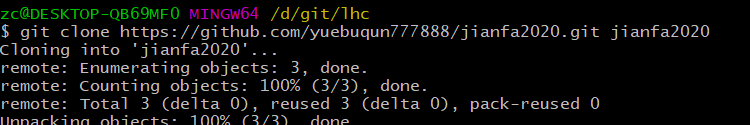 zc@DESKTOP-QB69MF0 MINGW64 /d/git/lhc
$ git clone https://github.com/yuebuqun777888/jianfa2020.git jianfa2020
Cloning into 'jianfa2020'...
remote: Enumerating objects: 3, done.
remote: Counting objects: 100% (3/3), done.
remote: Total 3 (delta 0), reused 3 (delta 0), pack-reused 0
Unpacking objects: 100% (3/3), done.